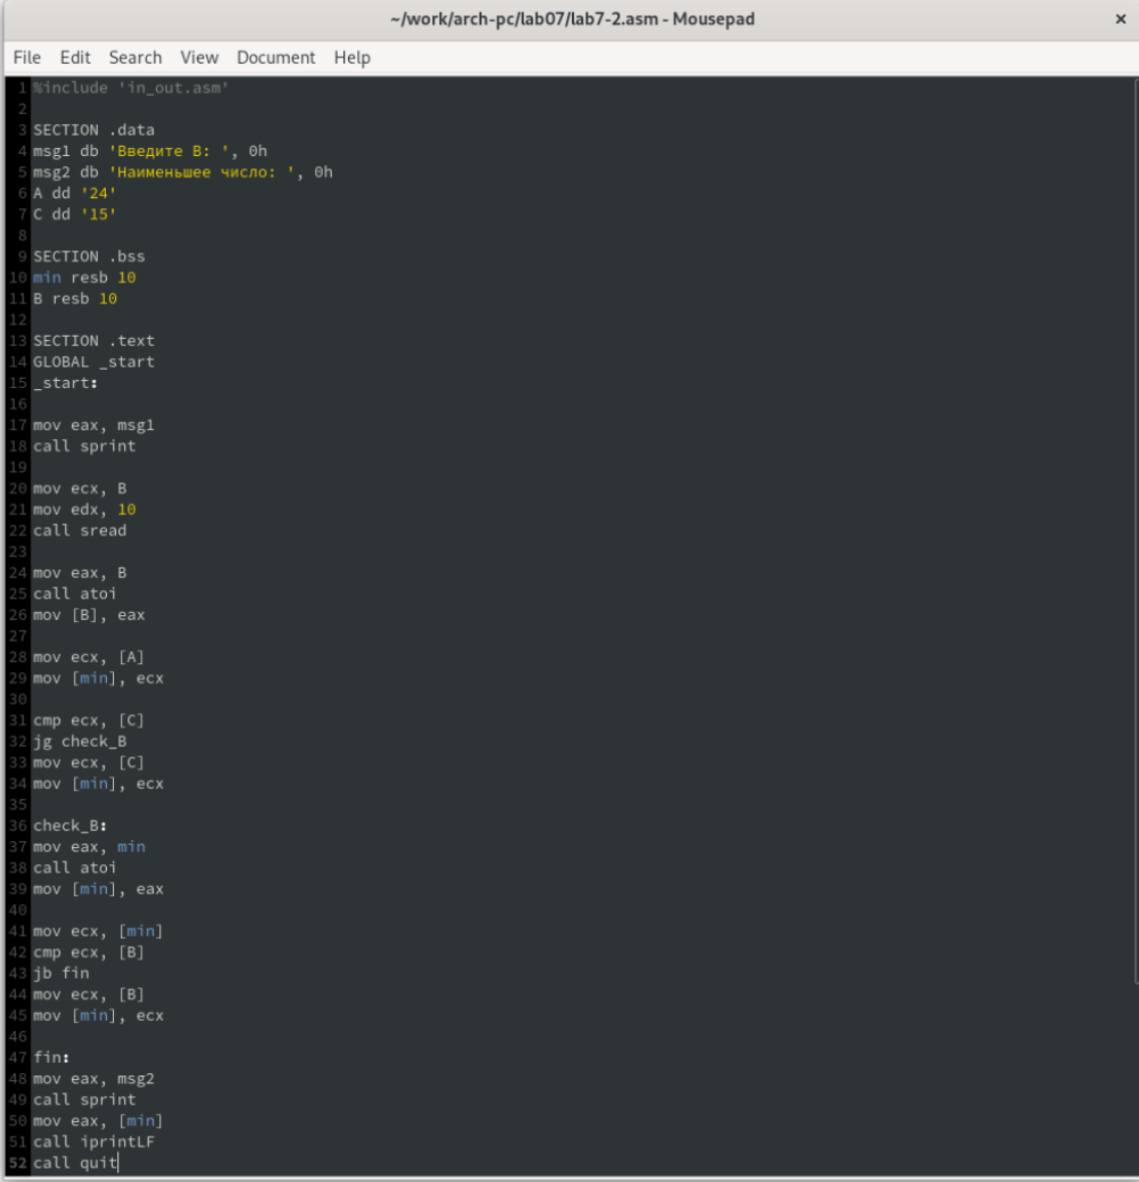 ~/work/arch-pc/lab07/lab7-2.asm - Mousepad ×
File Edit Search View Document Help
1 %include 'in_out.asm'
2
3 SECTION .data
4 msg1 db 'Введите B: ', 0h
5 msg2 db 'Наименьшее число: ', 0h
6 A dd '24'
7 C dd '15'
8
9 SECTION .bss
10 min resb 10
11 B resb 10
12
13 SECTION .text
14 GLOBAL _start
15 _start:
16
17 mov eax, msg1
18 call sprint
19
20 mov ecx, B
21 mov edx, 10
22 call sread
23
24 mov eax, B
25 call atoi
26 mov [B], eax
27
28 mov ecx, [A]
29 mov [min], ecx
30
31 cmp ecx, [C]
32 jg check_B
33 mov ecx, [C]
34 mov [min], ecx
35
36 check_B:
37 mov eax, min
38 call atoi
39 mov [min], eax
40
41 mov ecx, [min]
42 cmp ecx, [B]
43 jb fin
44 mov ecx, [B]
45 mov [min], ecx
46
47 fin:
48 mov eax, msg2
49 call sprint
50 mov eax, [min]
51 call iprintLF
52 call quit